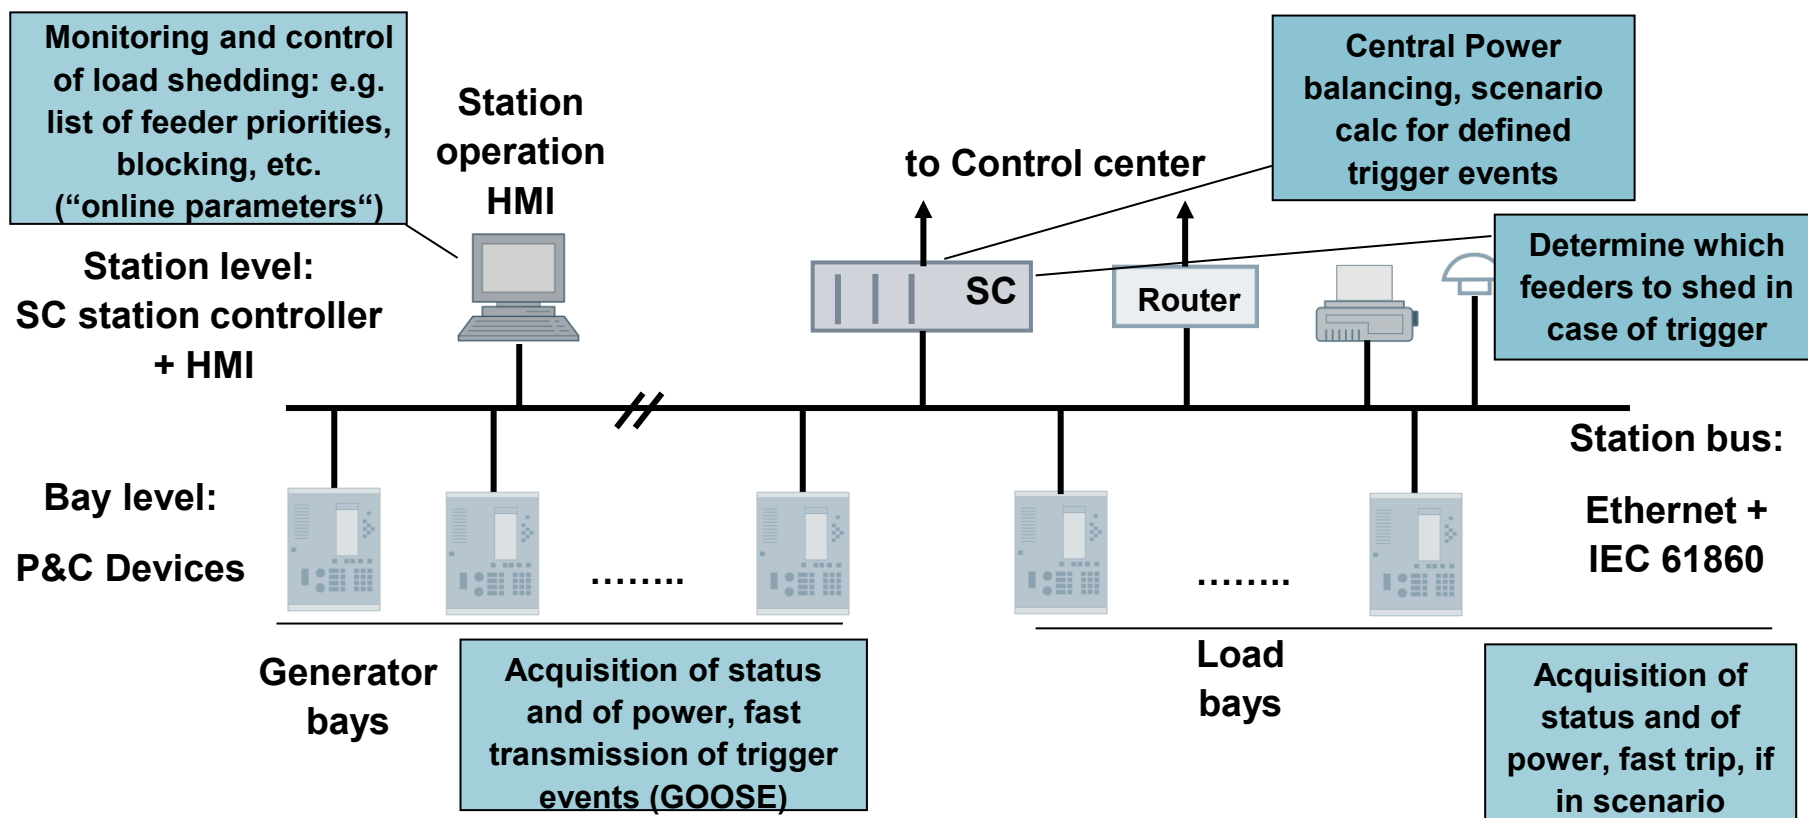 Monitoring and control
of load shedding: e.g.
list of feeder priorities,
blocking, etc.
(“online parameters“)
Station
operation
HMI
to Control center
Central Power
balancing, scenario
calc for defined
trigger events
Station level:
SC station controller
+ HMI
SC
Router
Determine which
feeders to shed in
case of trigger
Bay level:
P&C Devices
........
........
Station bus:
Ethernet +
IEC 61860
Generator
bays
Acquisition of status
and of power, fast
transmission of trigger
events (GOOSE)
Load
bays
Acquisition of
status and of
power, fast trip, if
in scenario